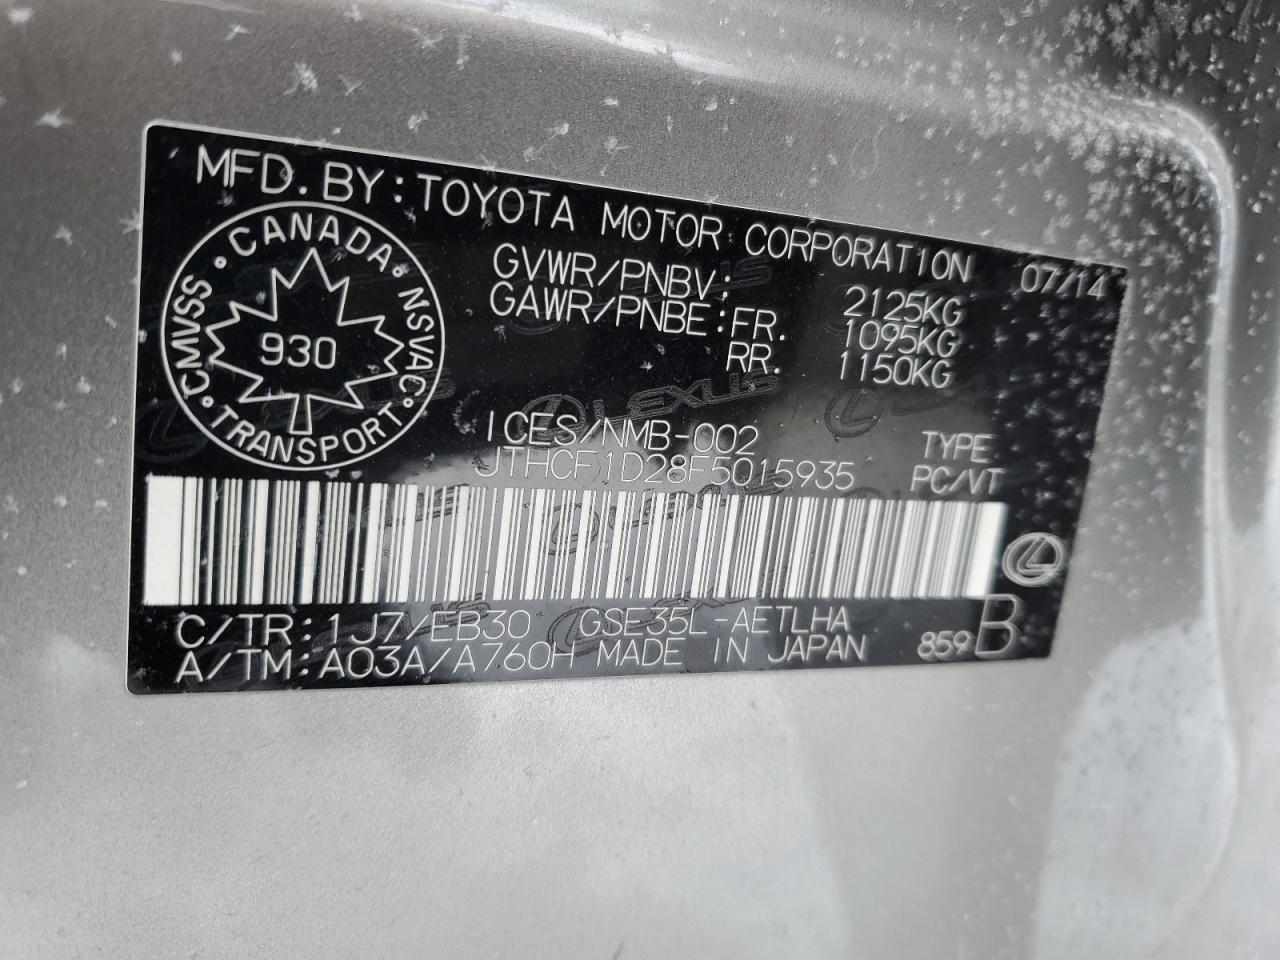 MFD. BY: TOYOTA MOTOR CORPORATION 07/14
CANADA
CMVSS NSVAC
930
TRANSPORT
GVWR/PNBV: 2125KG
GAWR/PNBE: FR. 1095KG
RR. 1150KG
ICES/NMB-002
JTHCF1D28F5015935
TYPE
PC/VT
C/TR: 1J7/EB30 GSE35L-AETLHA
A/TM: A03A/A760H MADE IN JAPAN
859 B
LEXUS